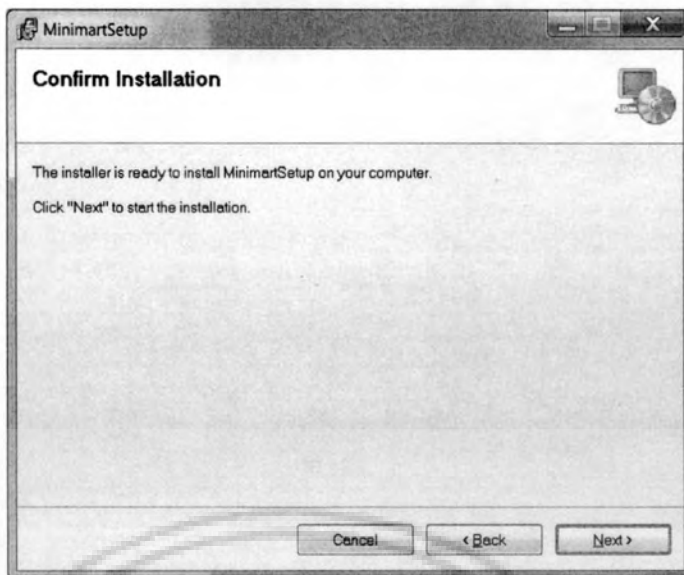 MinimartSetup
Confirm Installation
The installer is ready to install MinimartSetup on your computer.
Click "Next" to start the installation.
Cancel
< Back
Next >